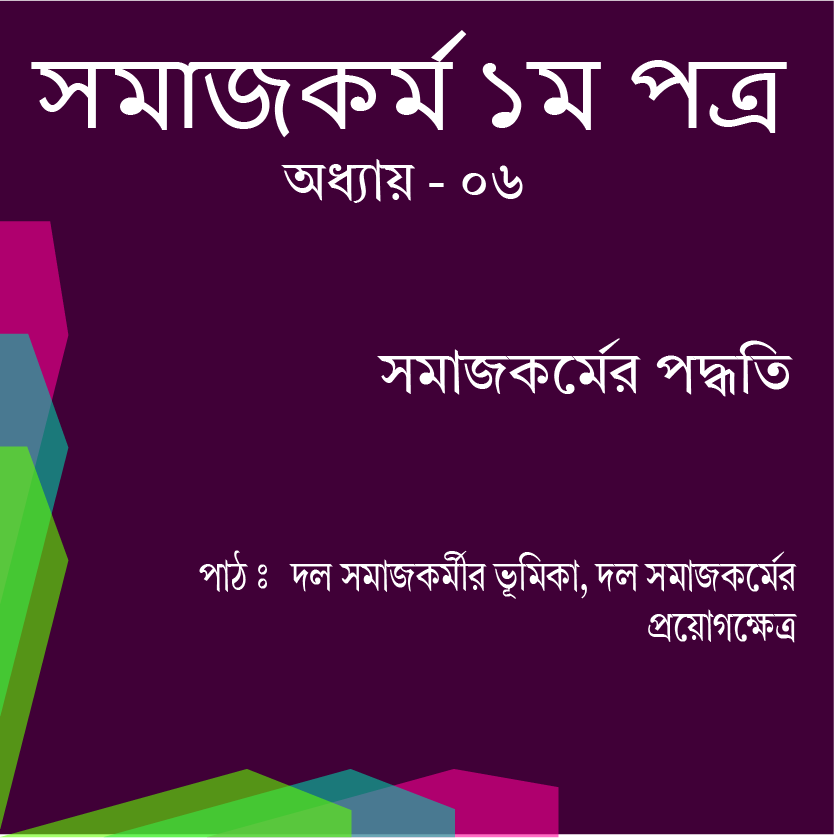 সমাজকর্ম ১ম পত্র
অধ্যায় - ০৬
সমাজকর্মের পদ্ধতি
পাঠ ঃ দল সমাজকর্মীর ভূমিকা, দল সমাজকর্মের
প্রয়োগক্ষেত্র